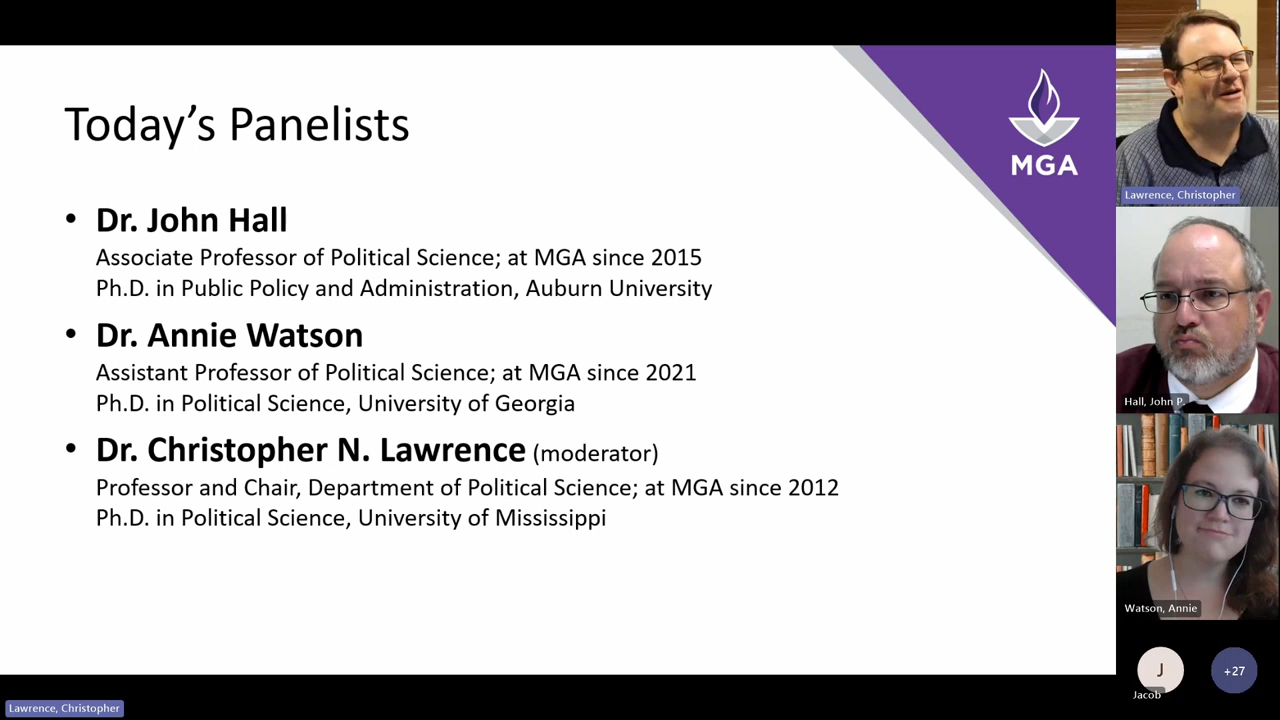 Today's Panelists
MGA
• Dr. John Hall
Associate Professor of Political Science; at MGA since 2015
Ph.D. in Public Policy and Administration, Auburn University
• Dr. Annie Watson
Assistant Professor of Political Science; at MGA since 2021
Ph.D. in Political Science, University of Georgia
• Dr. Christopher N. Lawrence (moderator)
Professor and Chair, Department of Political Science; at MGA since 2012
Ph.D. in Political Science, University of Mississippi
Lawrence, Christopher
Lawrence, Christopher
Hall, John P.
Watson, Annie
J
Jacob
+27